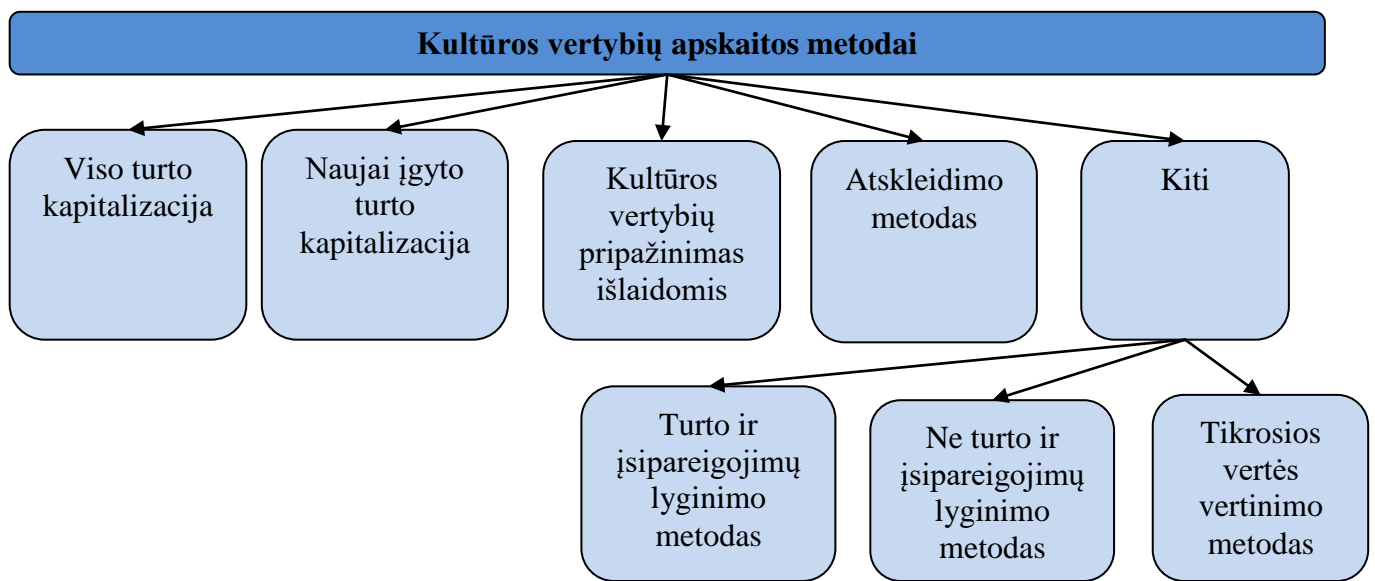 Kultūros vertybių apskaitos metodai
Viso turto
kapitalizacija
Naujai įgyto
turto
kapitalizacija
Kultūros
vertybių
pripažinimas
išlaidomis
Atskleidimo
metodas
Kiti
Turto ir
įsipareigojimų
lyginimo
metodas
Ne turto ir
įsipareigojimų
lyginimo
metodas
Tikrosios
vertės
vertinimo
metodas